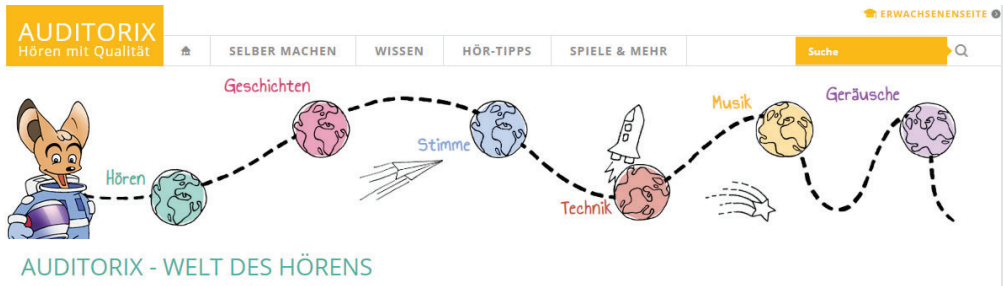 ERWACHSENENSEITE
AUDITORIX
Hören mit Qualität
SELBER MACHEN
WISSEN
HÖR-TIPPS
SPIELE & MEHR
Suche
Geschichten
Musik
Geräusche
Stimme
Hören
Technik
AUDITORIX - WELT DES HÖRENS